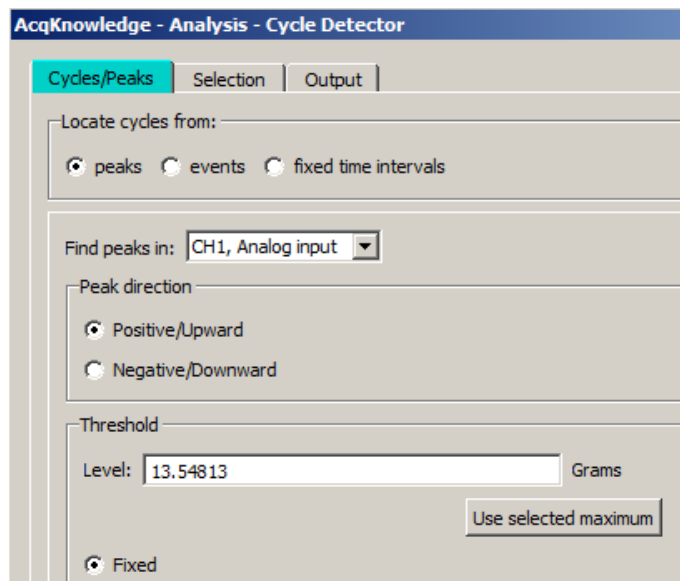 AcqKnowledge - Analysis - Cycle Detector
Cycles/Peaks Selection Output
Locate cycles from:
peaks events fixed time intervals
Find peaks in: CH1, Analog input
Peak direction
Positive/Upward
Negative/Downward
Threshold
Level: 13.54813 Grams
Use selected maximum
Fixed